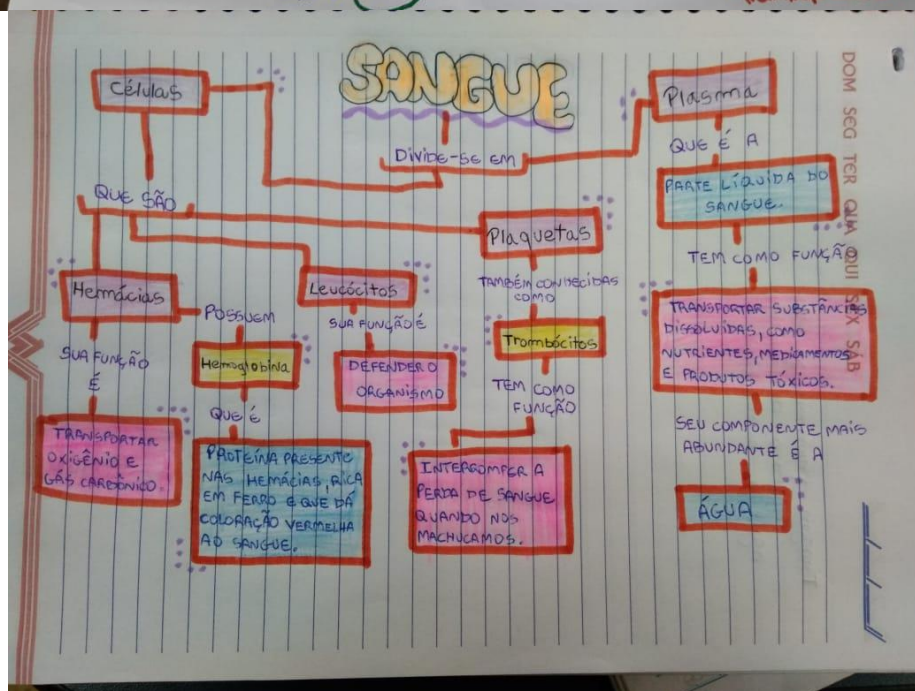 SANGUE
DIVIDE-SE EM
Células
QUE SÃO
Hemácias
SUA FUNÇÃO
É
TRANSPORTAR
OXIGÊNIO E
GÁS CARBÔNICO.
POSSUEM
Hemoglobina
QUE É
PROTEÍNA PRESENTE
NAS HEMÁCIAS, RICA
EM FERRO E QUE DÁ
COLORAÇÃO VERMELHA
AO SANGUE.
Leucócitos
SUA FUNÇÃO É
DEFENDER O
ORGANISMO
Plaquetas
TAMBÉM CONHECIDAS
COMO
Trombócitos
TEM COMO
FUNÇÃO
INTERROMPER A
PERDA DE SANGUE
QUANDO NOS
MACHUCAMOS.
Plasma
QUE É A
PARTE LÍQUIDA DO
SANGUE.
TEM COMO FUNÇÃO
TRANSPORTAR SUBSTÂNCIAS
DISSOLVIDAS, COMO
NUTRIENTES, MEDICAMENTOS
E PRODUTOS TÓXICOS.
SEU COMPONENTE MAIS
ABUNDANTE É A
ÁGUA
DOM SEG TER QUA QUI SEX SÁB